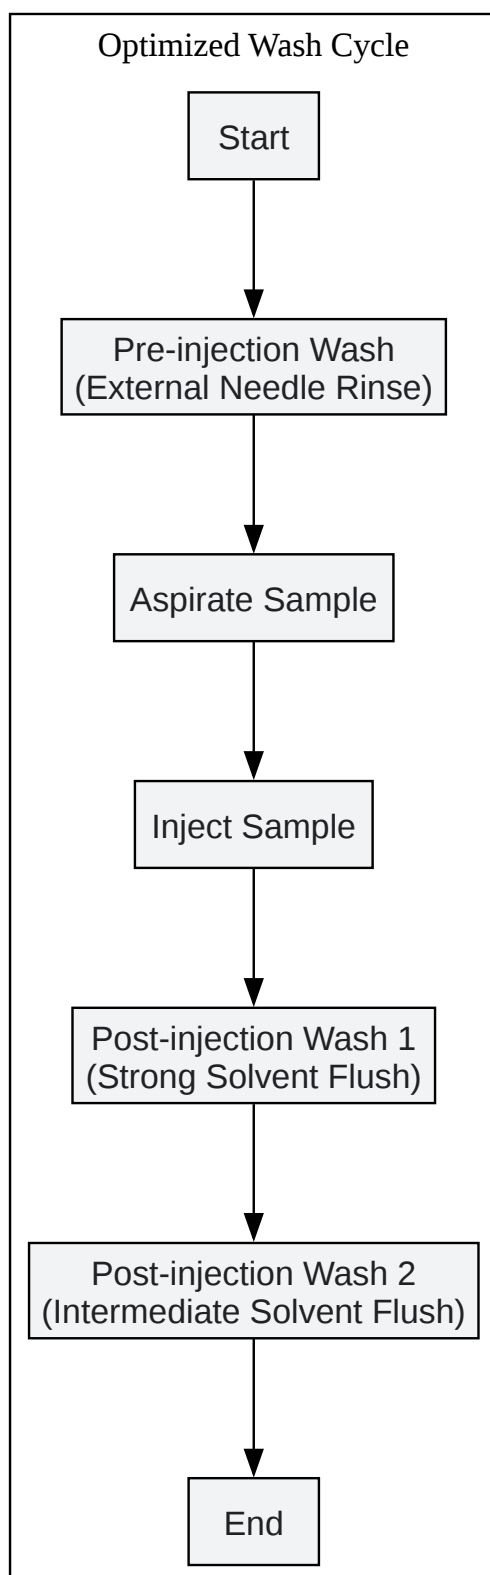 Optimized Wash Cycle
Start
Pre-injection Wash
(External Needle Rinse)
Aspirate Sample
Inject Sample
Post-injection Wash 1
(Strong Solvent Flush)
Post-injection Wash 2
(Intermediate Solvent Flush)
End